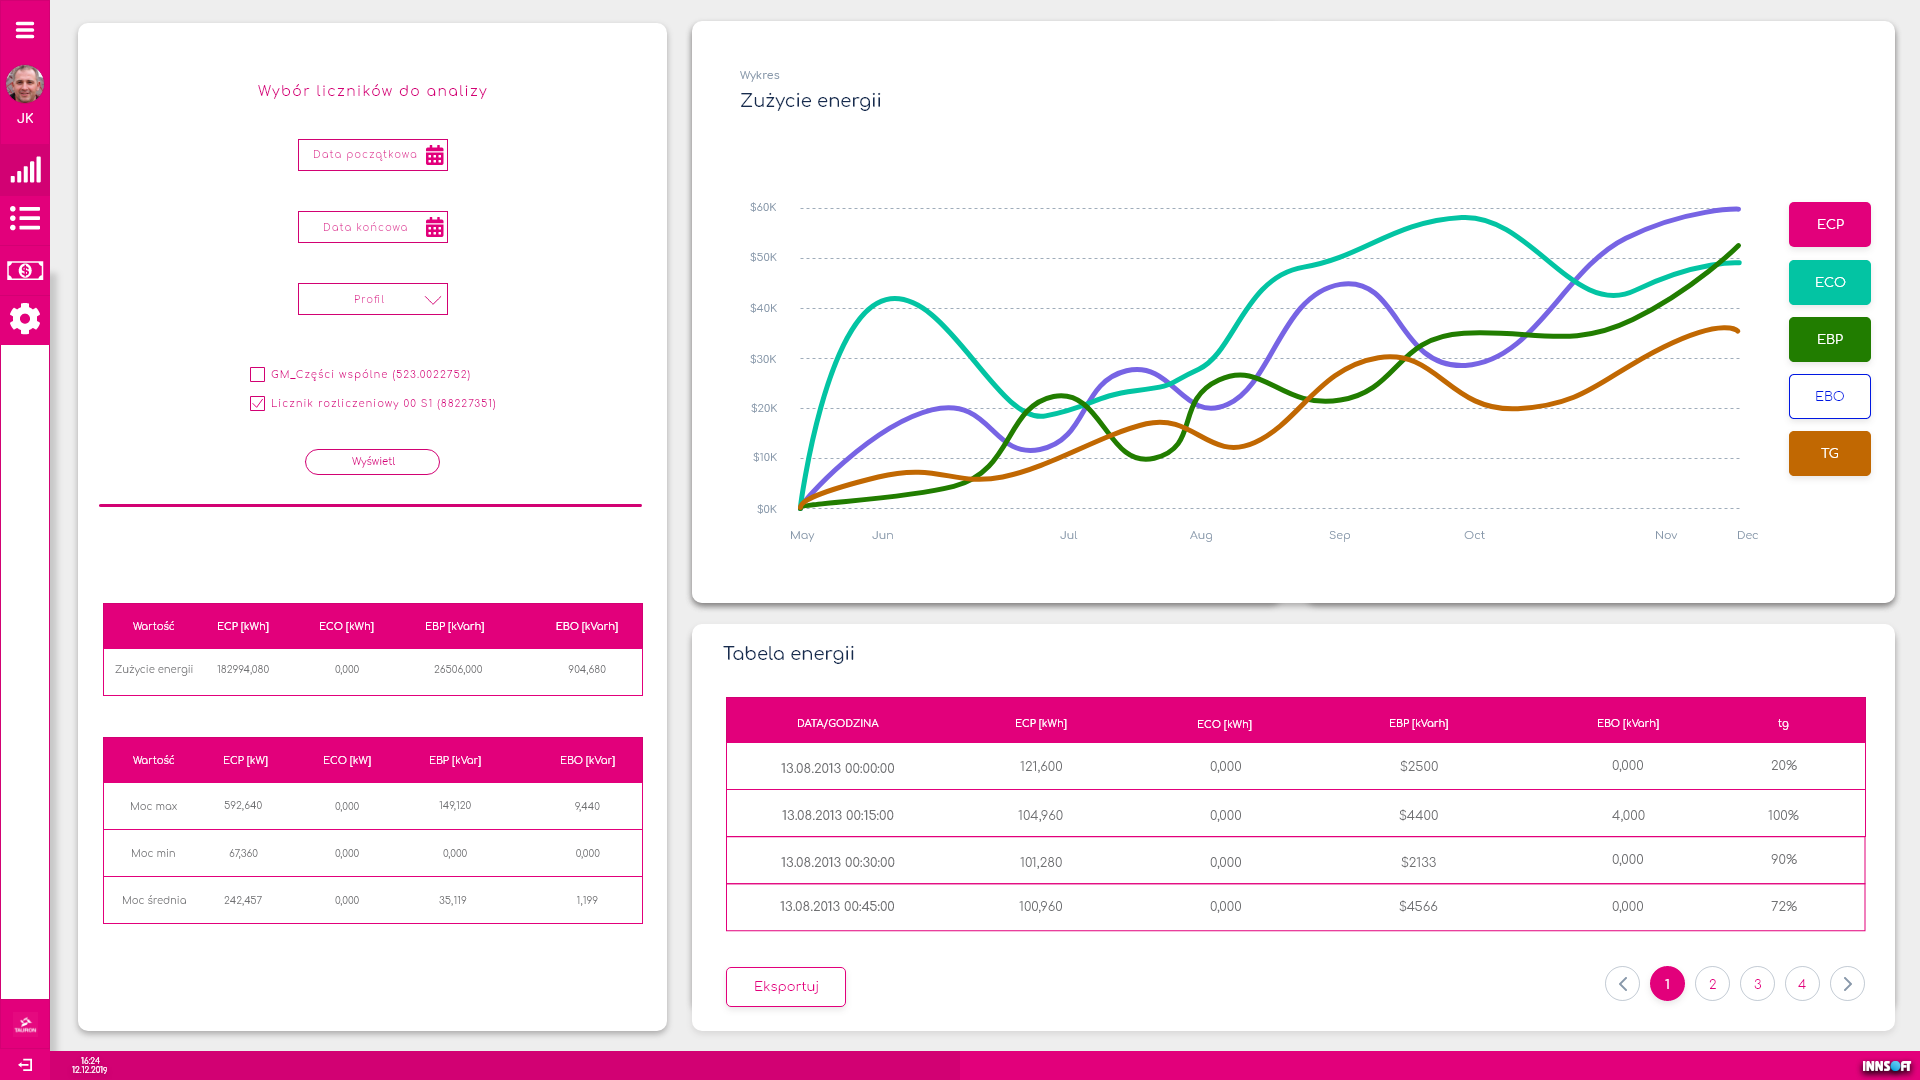 JK
Wybór liczników do analizy
Data początkowa
Data końcowa
Profil
GM_Części wspólne (523.0022752)
Licznik rozliczeniowy 00 S1 (88227351)
Wyświetl
Wartość ECP [kWh] ECO [kWh] EBP [kVarh] EBO [kVarh]
Zużycie energii 182994,080 0,000 26506,000 904,680
Wartość ECP [kW] ECO [kW] EBP [kVar] EBO [kVar]
Moc max 592,640 0,000 149,120 9,440
Moc min 67,360 0,000 0,000 0,000
Moc średnia 242,457 0,000 35,119 1,199
Wykres
Zużycie energii
$60K
$50K
$40K
$30K
$20K
$10K
$0K
May Jun Jul Aug Sep Oct Nov Dec
ECP
ECO
EBP
EBO
TG
Tabela energii
DATA/GODZINA ECP [kWh] ECO [kWh] EBP [kVarh] EBO [kVarh] tg
13.08.2013 00:00:00 121,600 0,000 $2500 0,000 20%
13.08.2013 00:15:00 104,960 0,000 $4400 4,000 100%
13.08.2013 00:30:00 101,280 0,000 $2133 0,000 90%
13.08.2013 00:45:00 100,960 0,000 $4566 0,000 72%
Eksportuj
1 2 3 4
TAURON
16:24
12.12.2019
INNSOFT